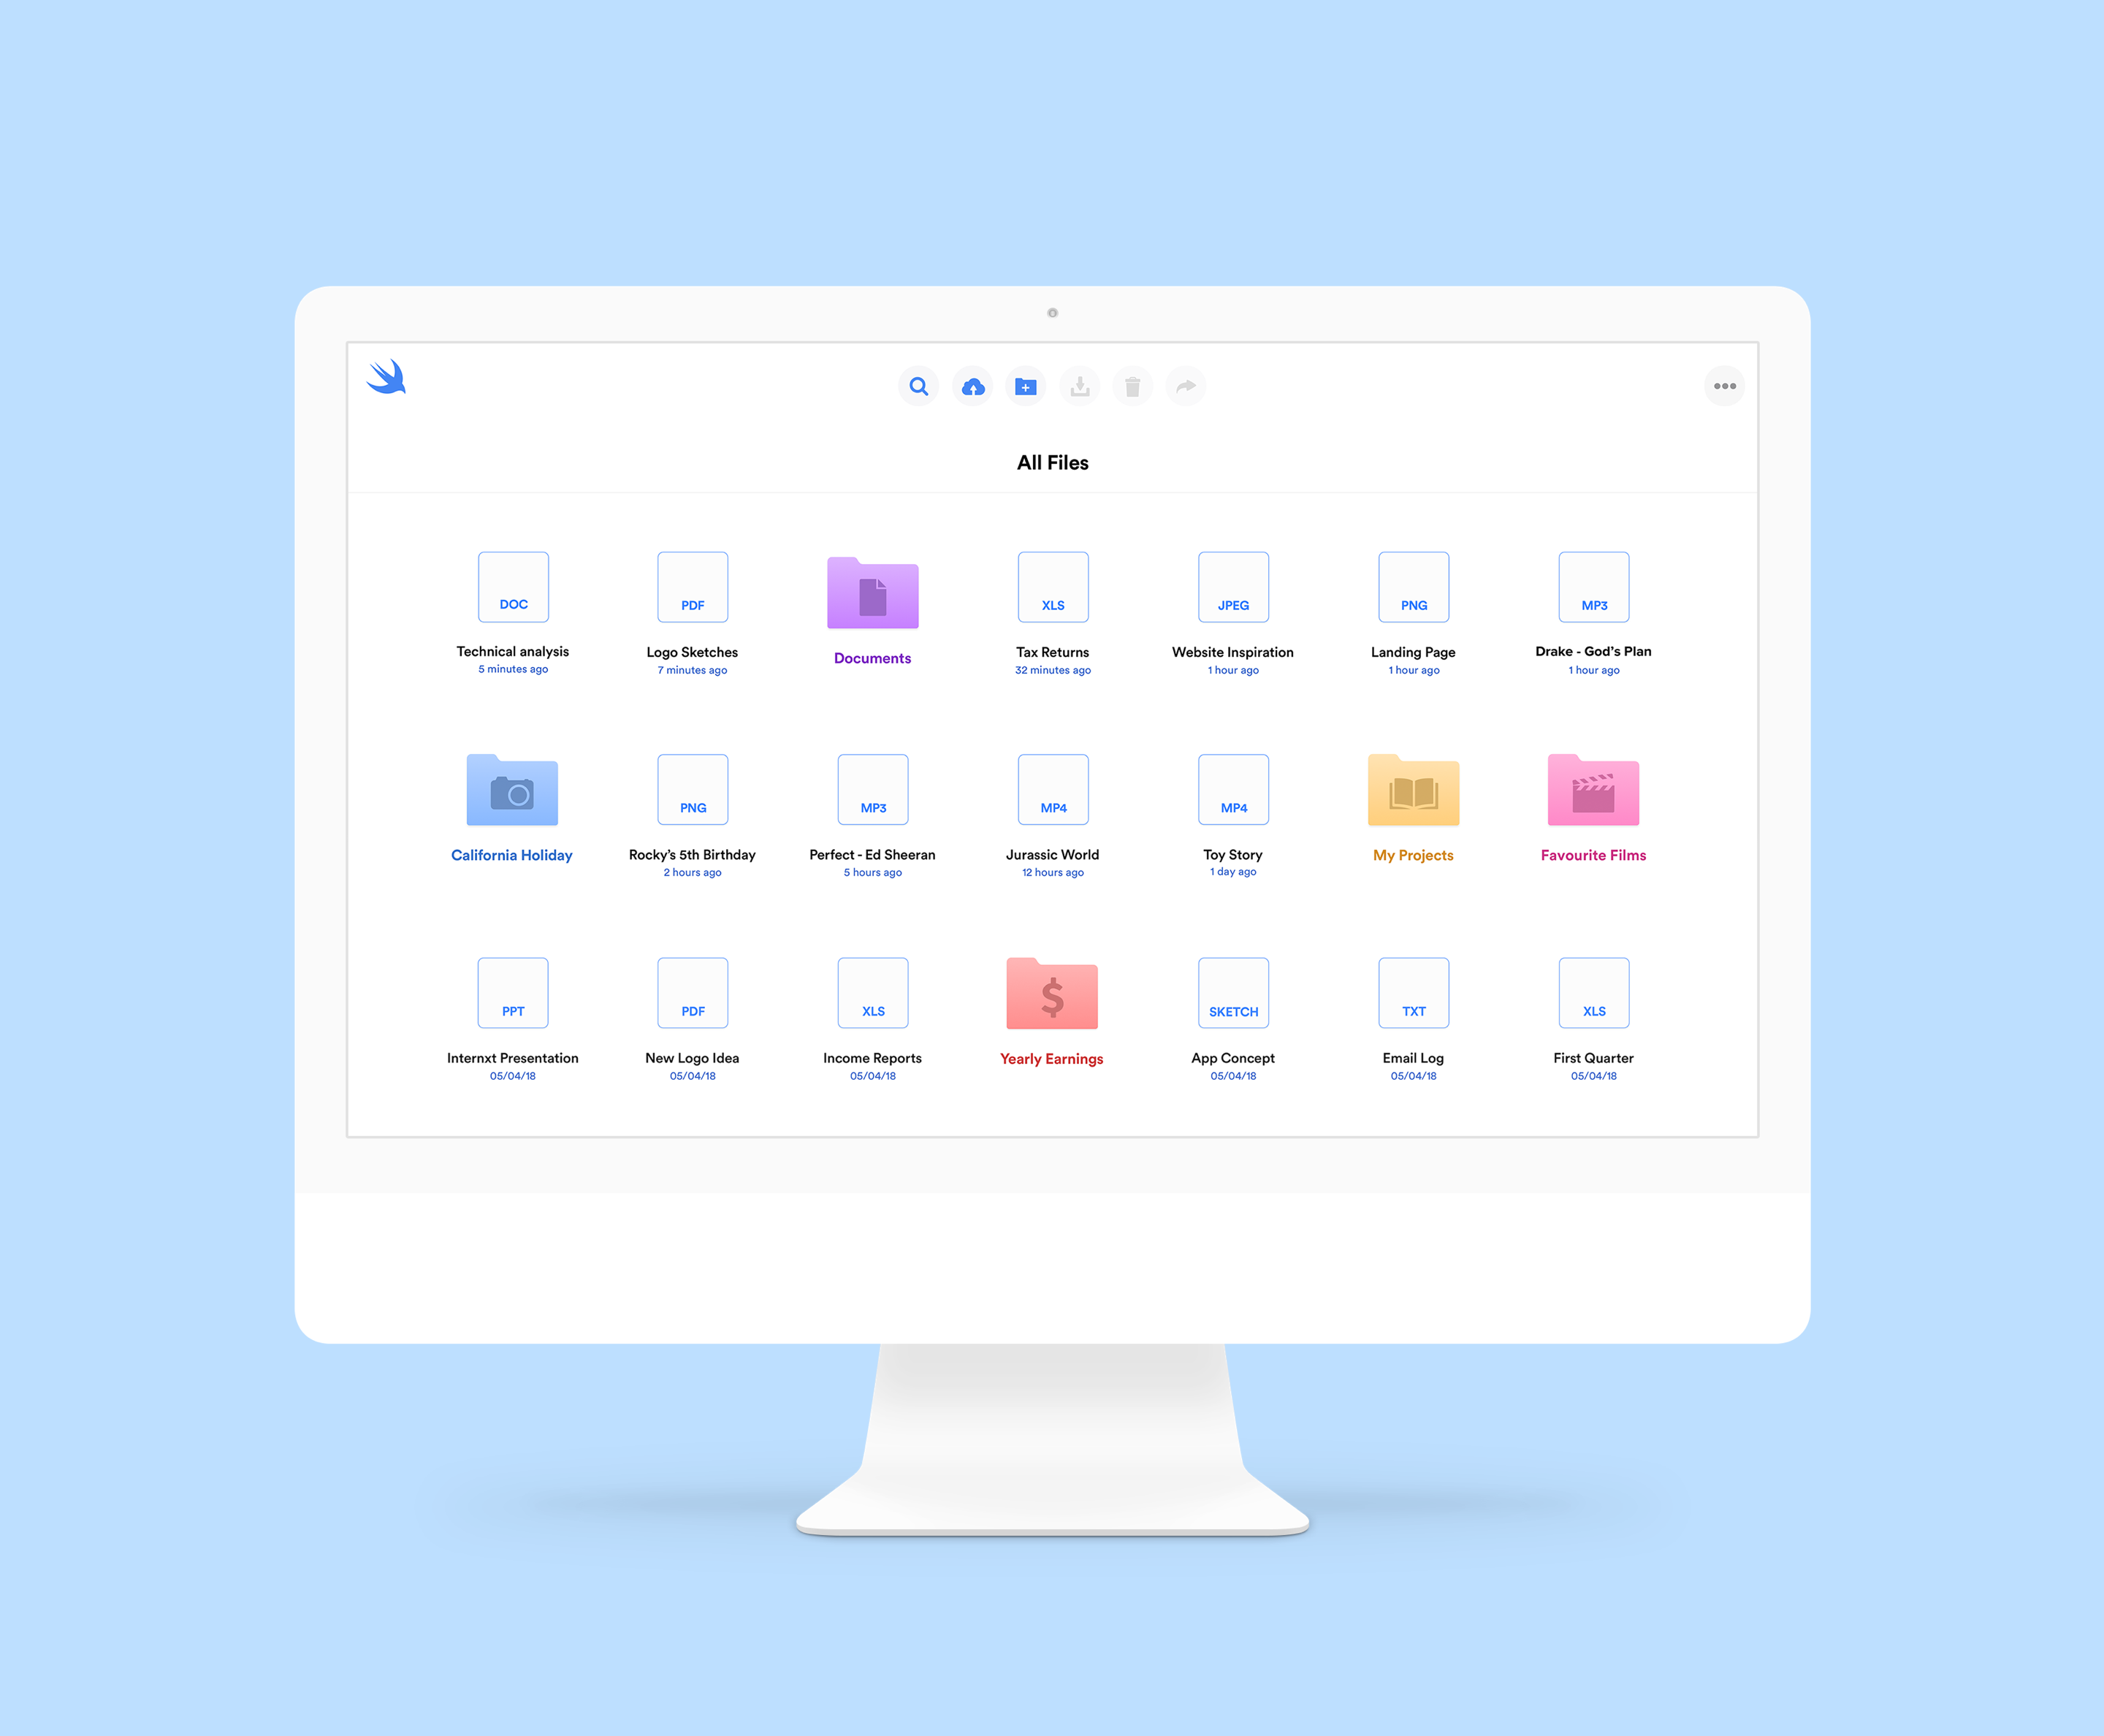 All Files
DOC
Technical analysis
5 minutes ago
PDF
Logo Sketches
7 minutes ago
Documents
XLS
Tax Returns
32 minutes ago
JPEG
Website Inspiration
1 hour ago
PNG
Landing Page
1 hour ago
MP3
Drake - God’s Plan
1 hour ago
California Holiday
PNG
Rocky’s 5th Birthday
2 hours ago
MP3
Perfect - Ed Sheeran
5 hours ago
MP4
Jurassic World
12 hours ago
MP4
Toy Story
1 day ago
My Projects
Favourite Films
PPT
Internxt Presentation
05/04/18
PDF
New Logo Idea
05/04/18
XLS
Income Reports
05/04/18
$
Yearly Earnings
SKETCH
App Concept
05/04/18
TXT
Email Log
05/04/18
XLS
First Quarter
05/04/18